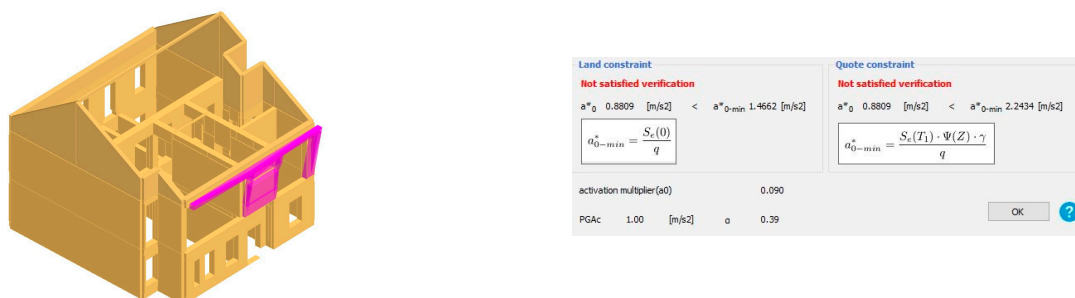 Land constraint
Not satisfied verification
a*0 0.8809 [m/s2] < a*0-min 1.4662 [m/s2]
a*0−min = Se(0) / q
Quote constraint
Not satisfied verification
a*0 0.8809 [m/s2] < a*0-min 2.2434 [m/s2]
a*0−min = Se(T1) · Ψ(Z) · γ / q
activation multiplier(a0) 0.090
PGAc 1.00 [m/s2] α 0.39
OK
?